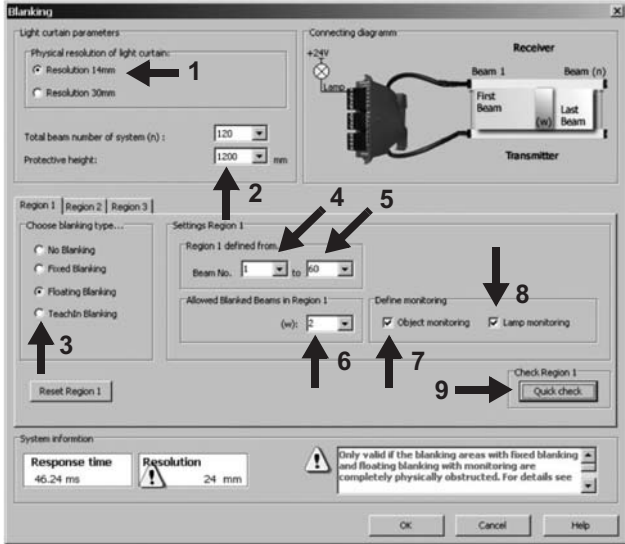 Blanking
Light curtain parameters
Physical resolution of light curtain:
Resolution 14mm
1
Resolution 30mm
Total beam number of system (n) :
120
Protective height:
1200
mm
2
Connecting diagramm
+24V
Lamp
Receiver
Beam 1
Beam (n)
First
Beam
(w)
Last
Beam
Transmitter
Region 1
Region 2
Region 3
Choose blanking type...
No Blanking
Fixed Blanking
Floating Blanking
TeachIn Blanking
3
Reset Region 1
Settings Region 1
4
5
Region 1 defined from
Beam No.
1
to
60
Allowed Blanked Beams in Region 1
(w):
2
6
Define monitoring
8
Object monitoring
Lamp monitoring
7
Check Region 1
9
Quick check
System informtion
Response time
46.24 ms
Resolution
24 mm
Only valid if the blanking areas with fixed blanking
and floating blanking with monitoring are
completely physically obstructed. For details see
OK
Cancel
Help